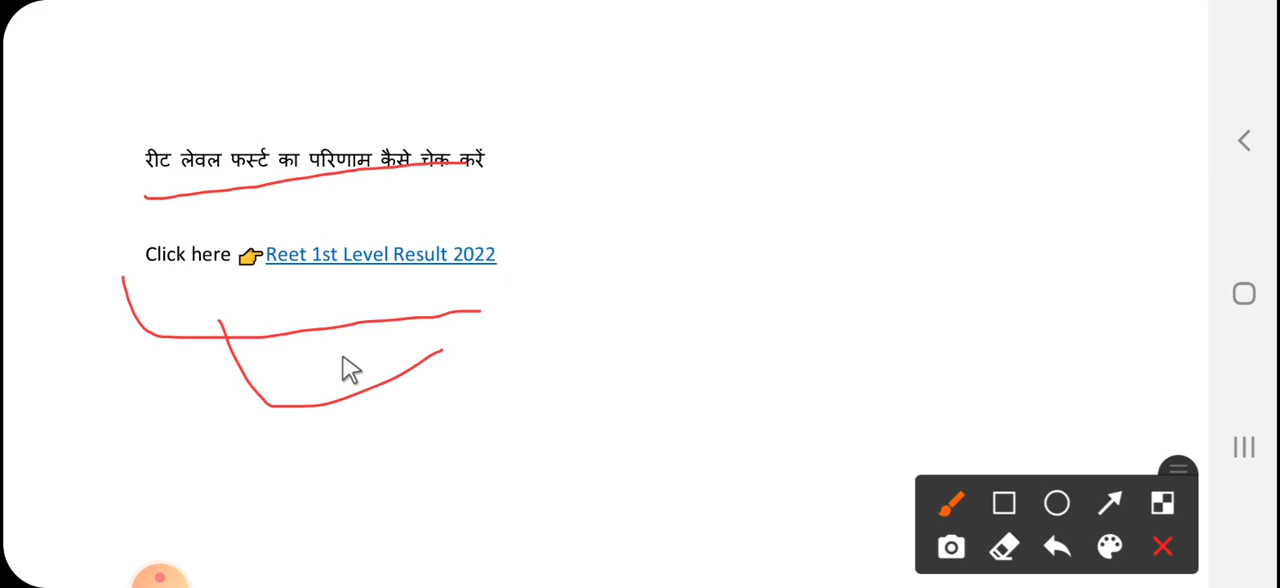 रीट लेवल फर्स्ट का परिणाम कैसे चेक करें
Click here 👉Reet 1st Level Result 2022